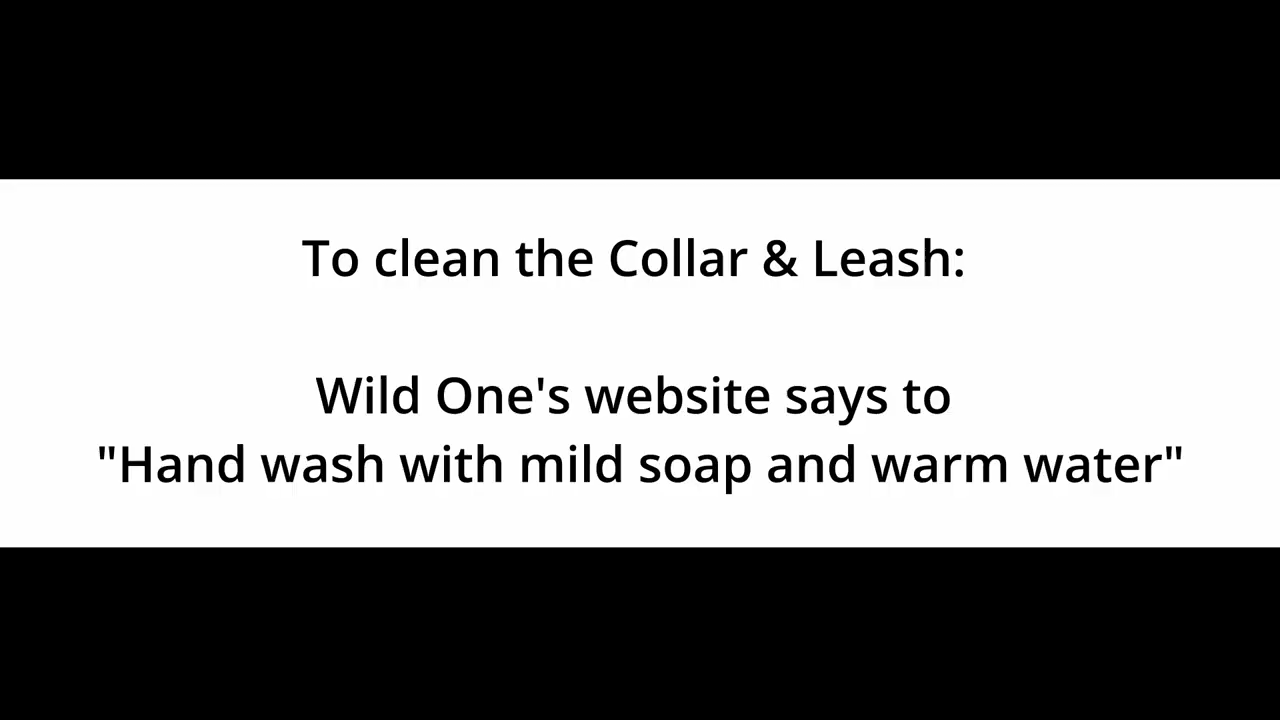 To clean the Collar & Leash:
Wild One's website says to
"Hand wash with mild soap and warm water"